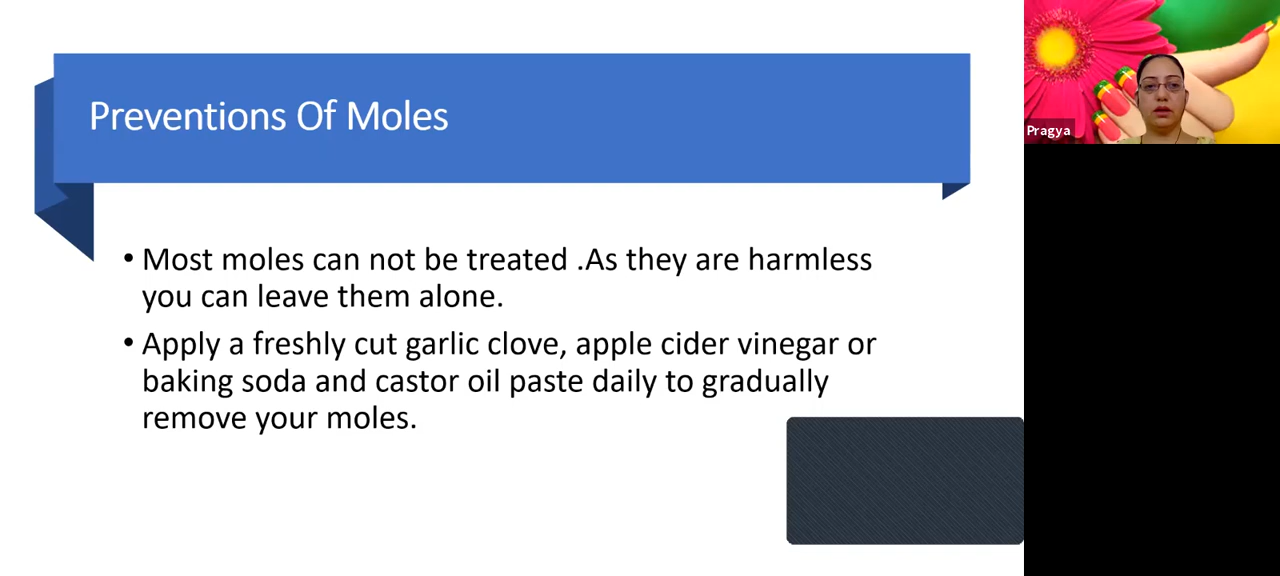 Preventions Of Moles
• Most moles can not be treated .As they are harmless
you can leave them alone.
• Apply a freshly cut garlic clove, apple cider vinegar or
baking soda and castor oil paste daily to gradually
remove your moles.
Pragya